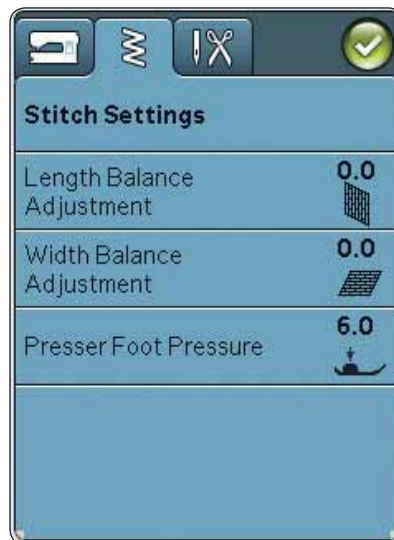 Stitch Settings
Length Balance
Adjustment
0.0
Width Balance
Adjustment
0.0
Presser Foot Pressure
6.0